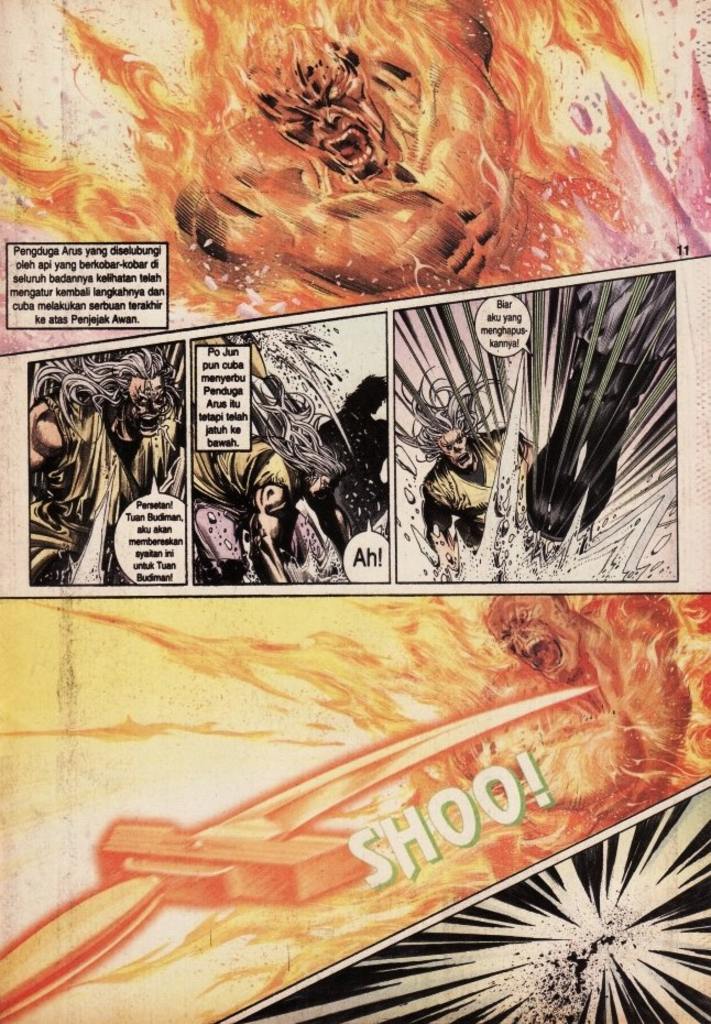 Pengduga Arus yang diselubungi
oleh api yang berkobar-kobar di
seluruh badannya kelihatan telah
mengatur kembali langkahnya dan
cuba melakukan serbuan terakhir
ke atas Penjejak Awan.
11
Persetan!
Tuan Budiman,
aku akan
membereskan
syaitan ini
untuk Tuan
Budiman!
Po Jun
pun cuba
menyerbu
Penduga
Arus itu
tetapi telah
jatuh ke
bawah.
Ah!
Biar
aku yang
menghapus-
kannya!
SHOO!